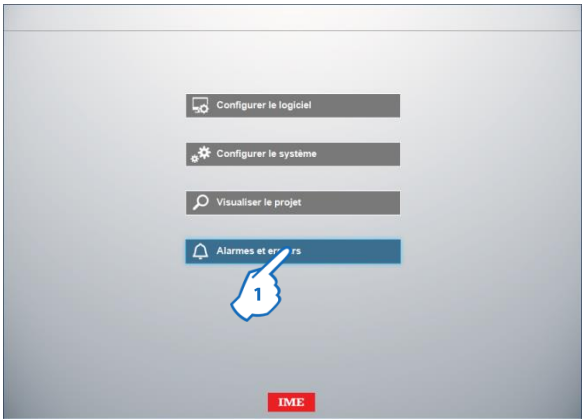 Configurer le logiciel
Configurer le système
Visualiser le projet
Alarmes et
1
IME